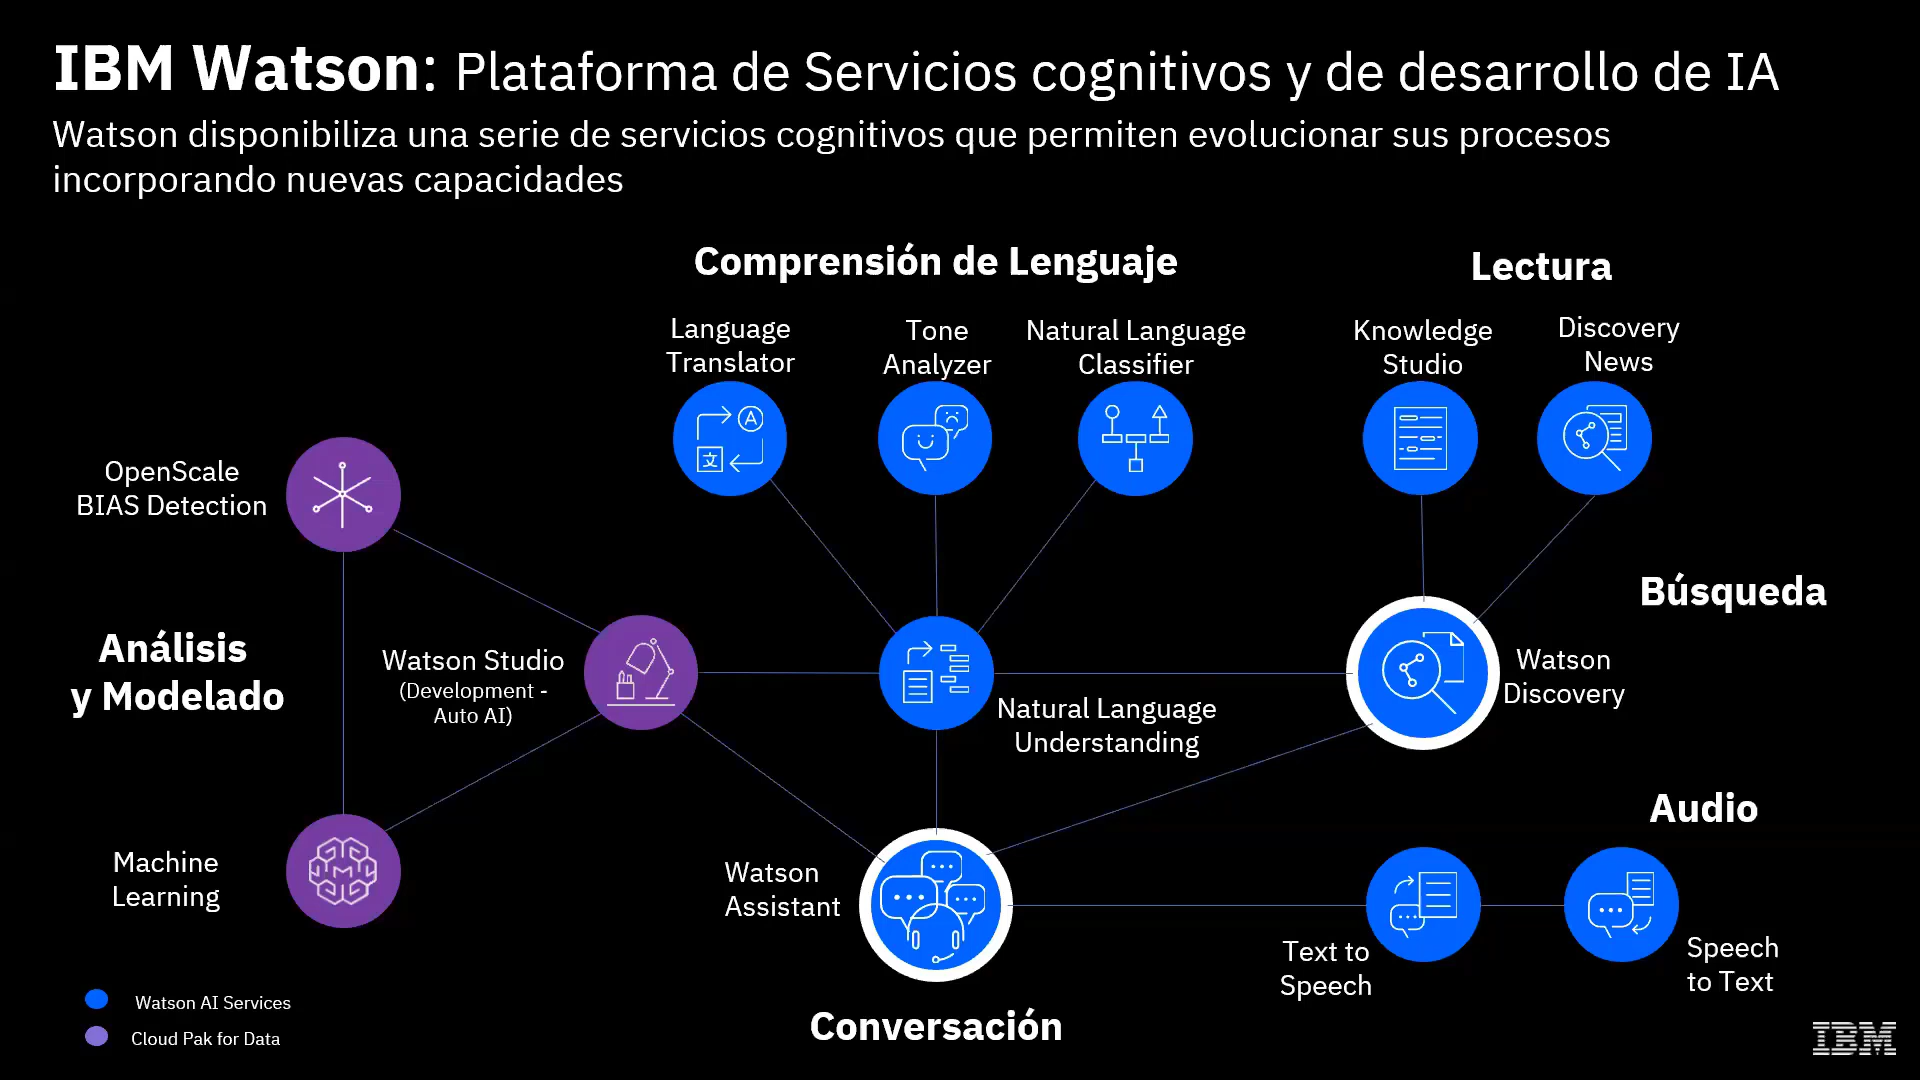 IBM Watson: Plataforma de Servicios cognitivos y de desarrollo de IA
Watson disponibiliza una serie de servicios cognitivos que permiten evolucionar sus procesos
incorporando nuevas capacidades
Comprensión de Lenguaje
Lectura
Language
Translator
Tone
Analyzer
Natural Language
Classifier
Knowledge
Studio
Discovery
News
A
文
OpenScale
BIAS Detection
Búsqueda
Análisis
y Modelado
Watson Studio
(Development -
Auto AI)
Natural Language
Understanding
Watson
Discovery
Audio
Machine
Learning
Watson
Assistant
Text to
Speech
Speech
to Text
Watson AI Services
Cloud Pak for Data
Conversación
IBM